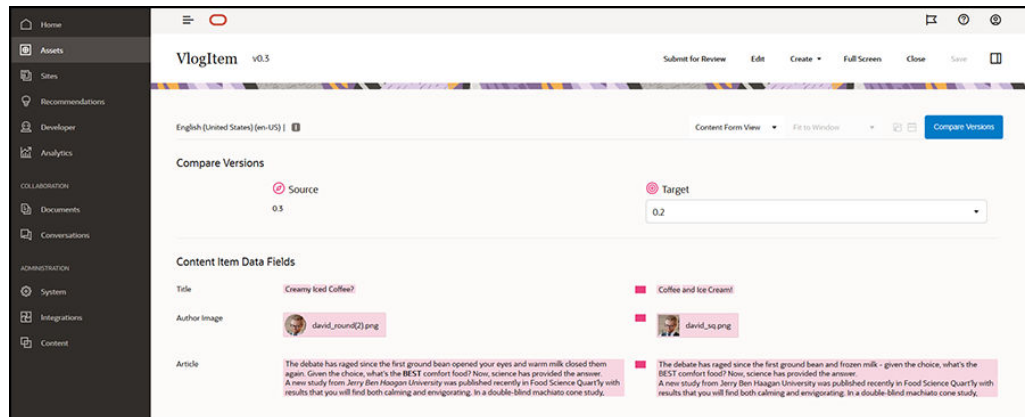 Home
Assets
Sites
Recommendations
Developer
Analytics
COLLABORATION
Documents
Conversations
ADMINISTRATION
System
Integrations
Content
VlogItem v0.3
Submit for Review Edit Create Full Screen Close Save
English (United States) (en-US) |
Content Form View Fit to Window Compare Versions
Compare Versions
Source Target
0.3 0.2
Content Item Data Fields
Title Creamy Iced Coffee? Coffee and Ice Cream!
Author Image david_round(2).png david_sq.png
Article
The debate has raged since the first ground bean opened your eyes and warm milk closed them
again. Given the choice, what's the BEST comfort food? Now, science has provided the answer.
A new study from Jerry Ben Haagan University was published recently in Food Science Quart'ly with
results that you will find both calming and envigorating. In a double-blind machiato cone study,
The debate has raged since the first ground bean and frozen milk - given the choice, what's the
BEST comfort food? Now, science has provided the answer.
A new study from Jerry Ben Haagan University was published recently in Food Science Quart'ly with
results that you will find both calming and envigorating. In a double-blind machiato cone study,